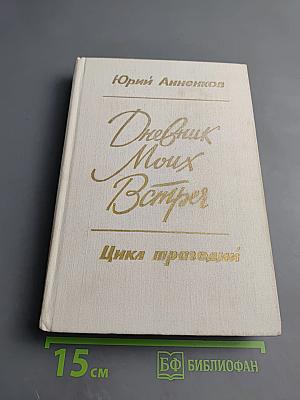 Юрий Анненков
Дневник
Моих
Встреч
Цикл трагедий
15 см
БФ БИБЛИОФАН